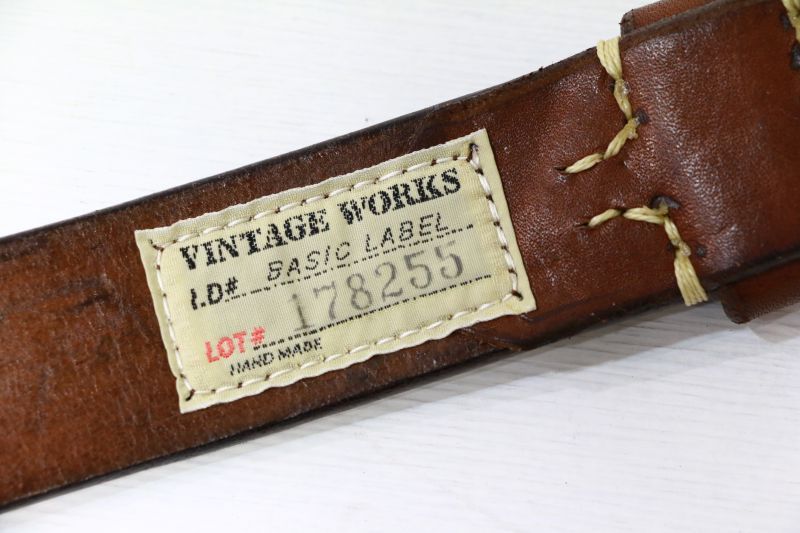 VINTAGE WORKS
I.D# BASIC LABEL
LOT# 178255
HAND MADE